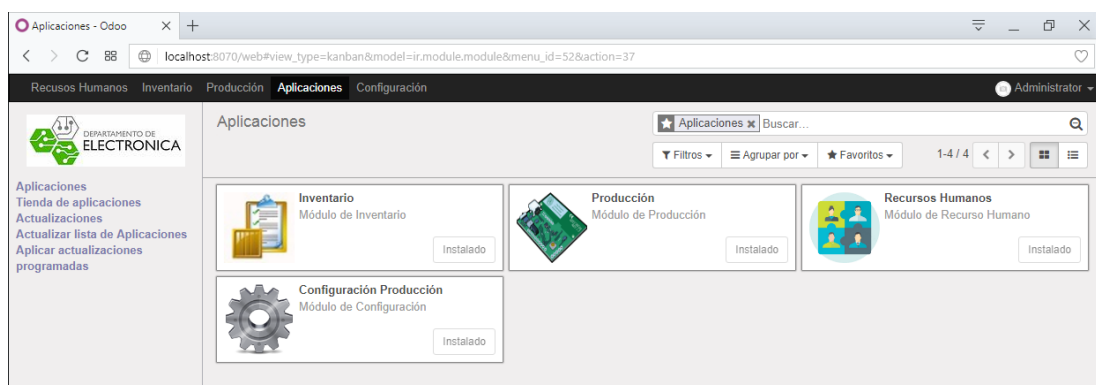 Aplicaciones - Odoo
localhost:8070/web#view_type=kanban&model=ir.module.module&menu_id=52&action=37
Recusos Humanos Inventario Producción Aplicaciones Configuración Administrator
DEPARTAMENTO DE
ELECTRONICA
Aplicaciones
Tienda de aplicaciones
Actualizaciones
Actualizar lista de Aplicaciones
Aplicar actualizaciones
programadas
Aplicaciones
Aplicaciones Buscar...
Filtros Agrupar por Favoritos 1-4 / 4
Inventario
Módulo de Inventario
Instalado
Producción
Módulo de Producción
Instalado
Recursos Humanos
Módulo de Recurso Humano
Instalado
Configuración Producción
Módulo de Configuración
Instalado